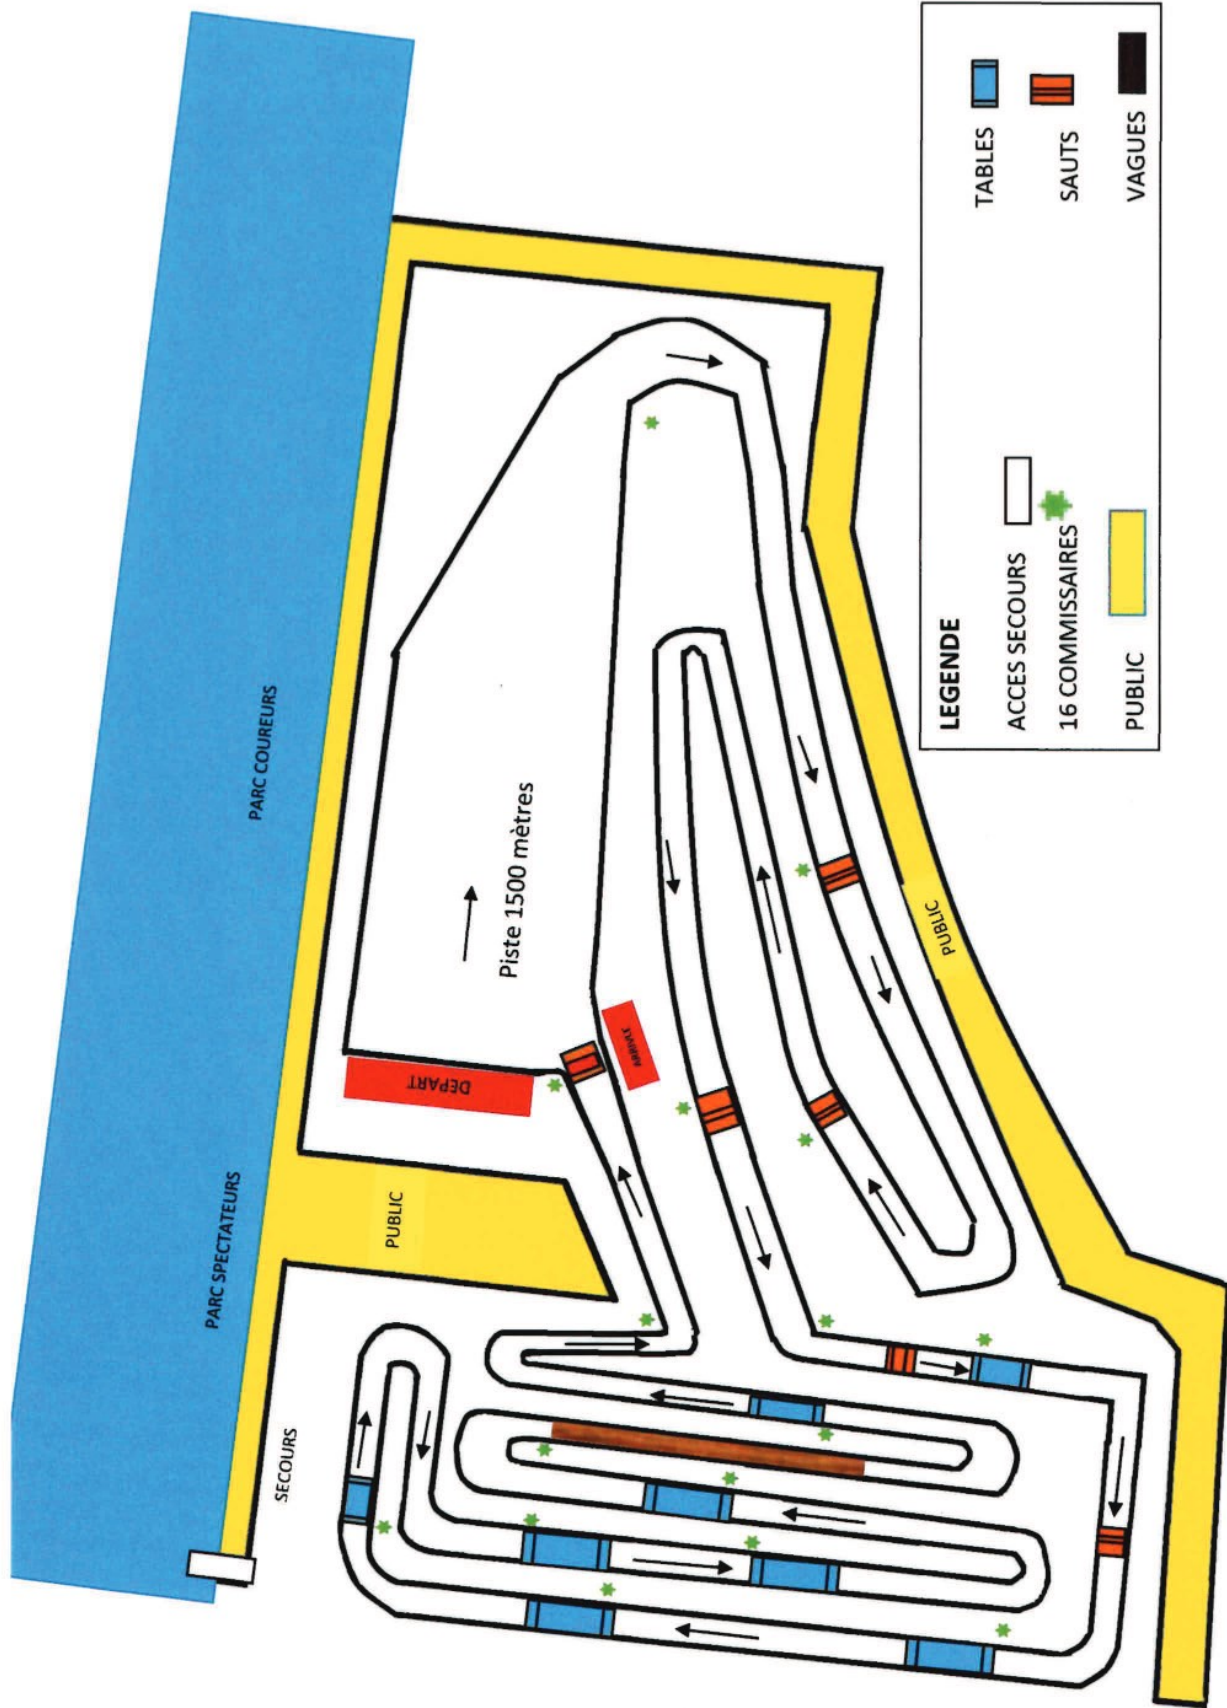 PARC COUREURS
PARC SPECTATEURS
PUBLIC
SECOURS
DEPART
Piste 1500 mètres
ARRIVEE
PUBLIC
LEGENDE
ACCES SECOURS
16 COMMISSAIRES
PUBLIC
TABLES
SAUTS
VAGUES